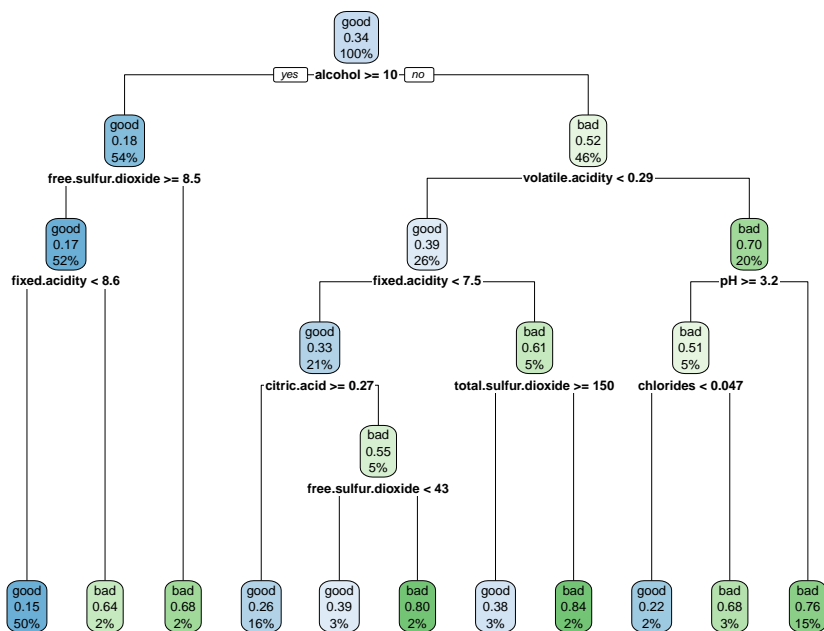 good
0.34
100%
yes alcohol >= 10 no
good
0.18
54%
free.sulfur.dioxide >= 8.5
bad
0.52
46%
volatile.acidity < 0.29
good
0.17
52%
fixed.acidity < 8.6
good
0.39
26%
fixed.acidity < 7.5
bad
0.70
20%
pH >= 3.2
good
0.33
21%
citric.acid >= 0.27
bad
0.61
5%
total.sulfur.dioxide >= 150
bad
0.51
5%
chlorides < 0.047
bad
0.55
5%
free.sulfur.dioxide < 43
good
0.15
50%
bad
0.64
2%
bad
0.68
2%
good
0.26
16%
good
0.39
3%
bad
0.80
2%
good
0.38
3%
bad
0.84
2%
good
0.22
2%
bad
0.68
3%
bad
0.76
15%